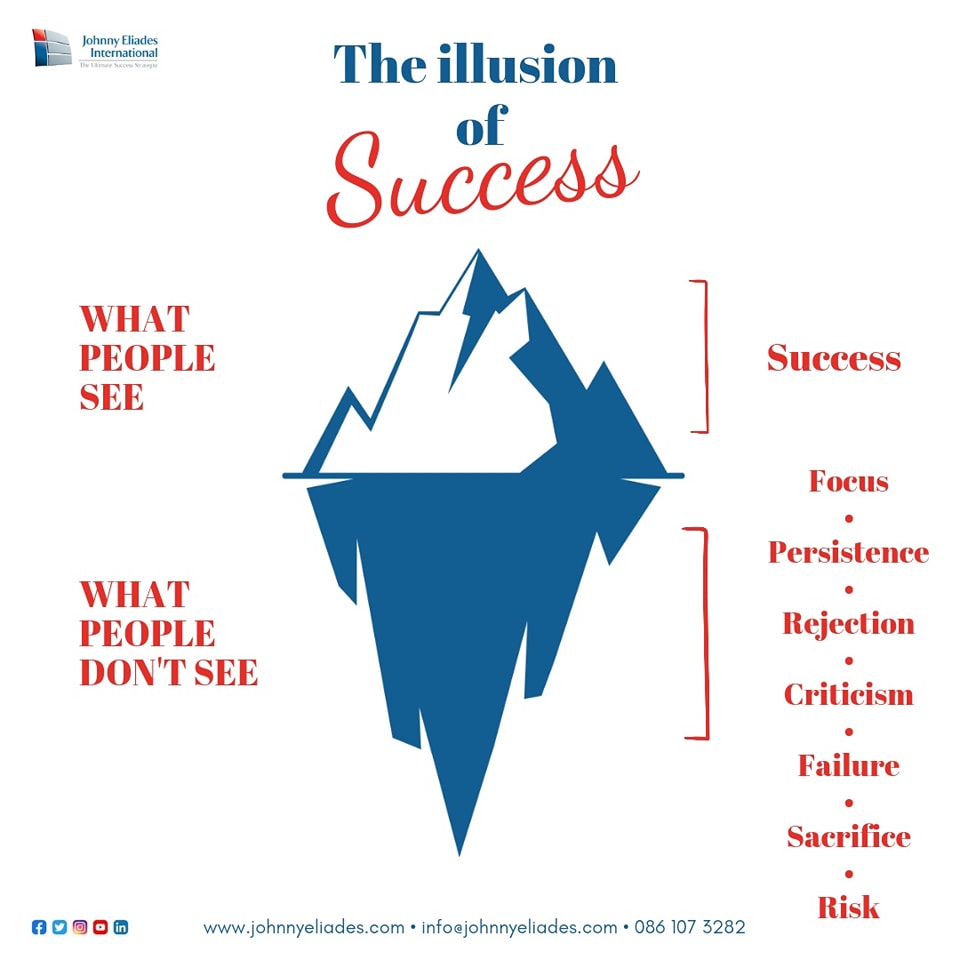 Johnny Eliades
International
The Ultimate Success Strategist
The illusion
of
Success
WHAT
PEOPLE
SEE
Success
WHAT
PEOPLE
DON'T SEE
Focus
•
Persistence
•
Rejection
•
Criticism
•
Failure
•
Sacrifice
•
Risk
www.johnnyeliades.com • info@johnnyeliades.com • 086 107 3282